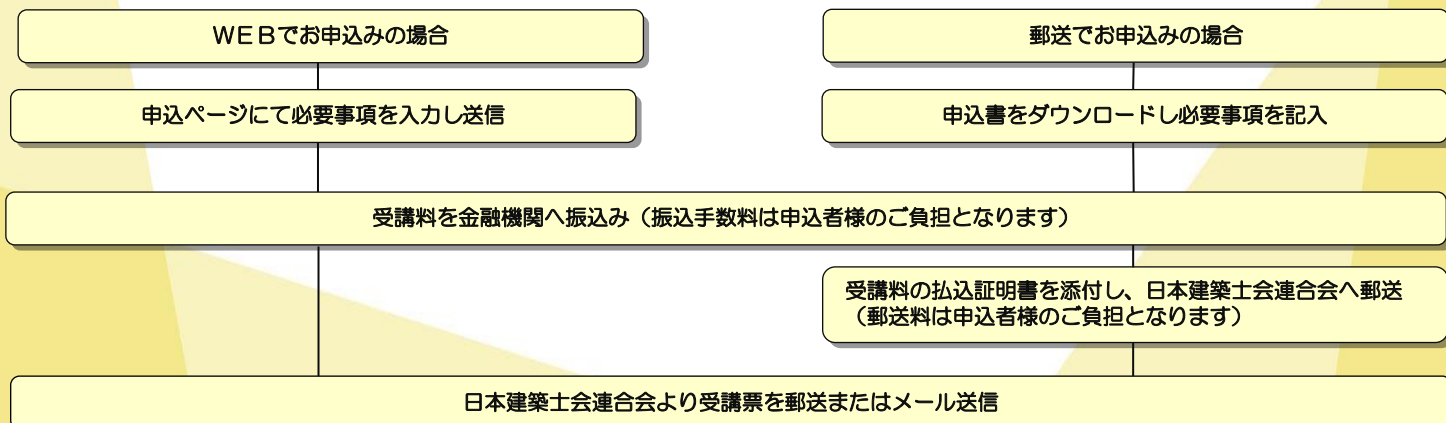 WEBでお申込みの場合
郵送でお申込みの場合
申込ページにて必要事項を入力し送信
申込書をダウンロードし必要事項を記入
受講料を金融機関へ振込み（振込手数料は申込者様のご負担となります）
受講料の払込証明書を添付し、日本建築士会連合会へ郵送
（郵送料は申込者様のご負担となります）
日本建築士会連合会より受講票を郵送またはメール送信